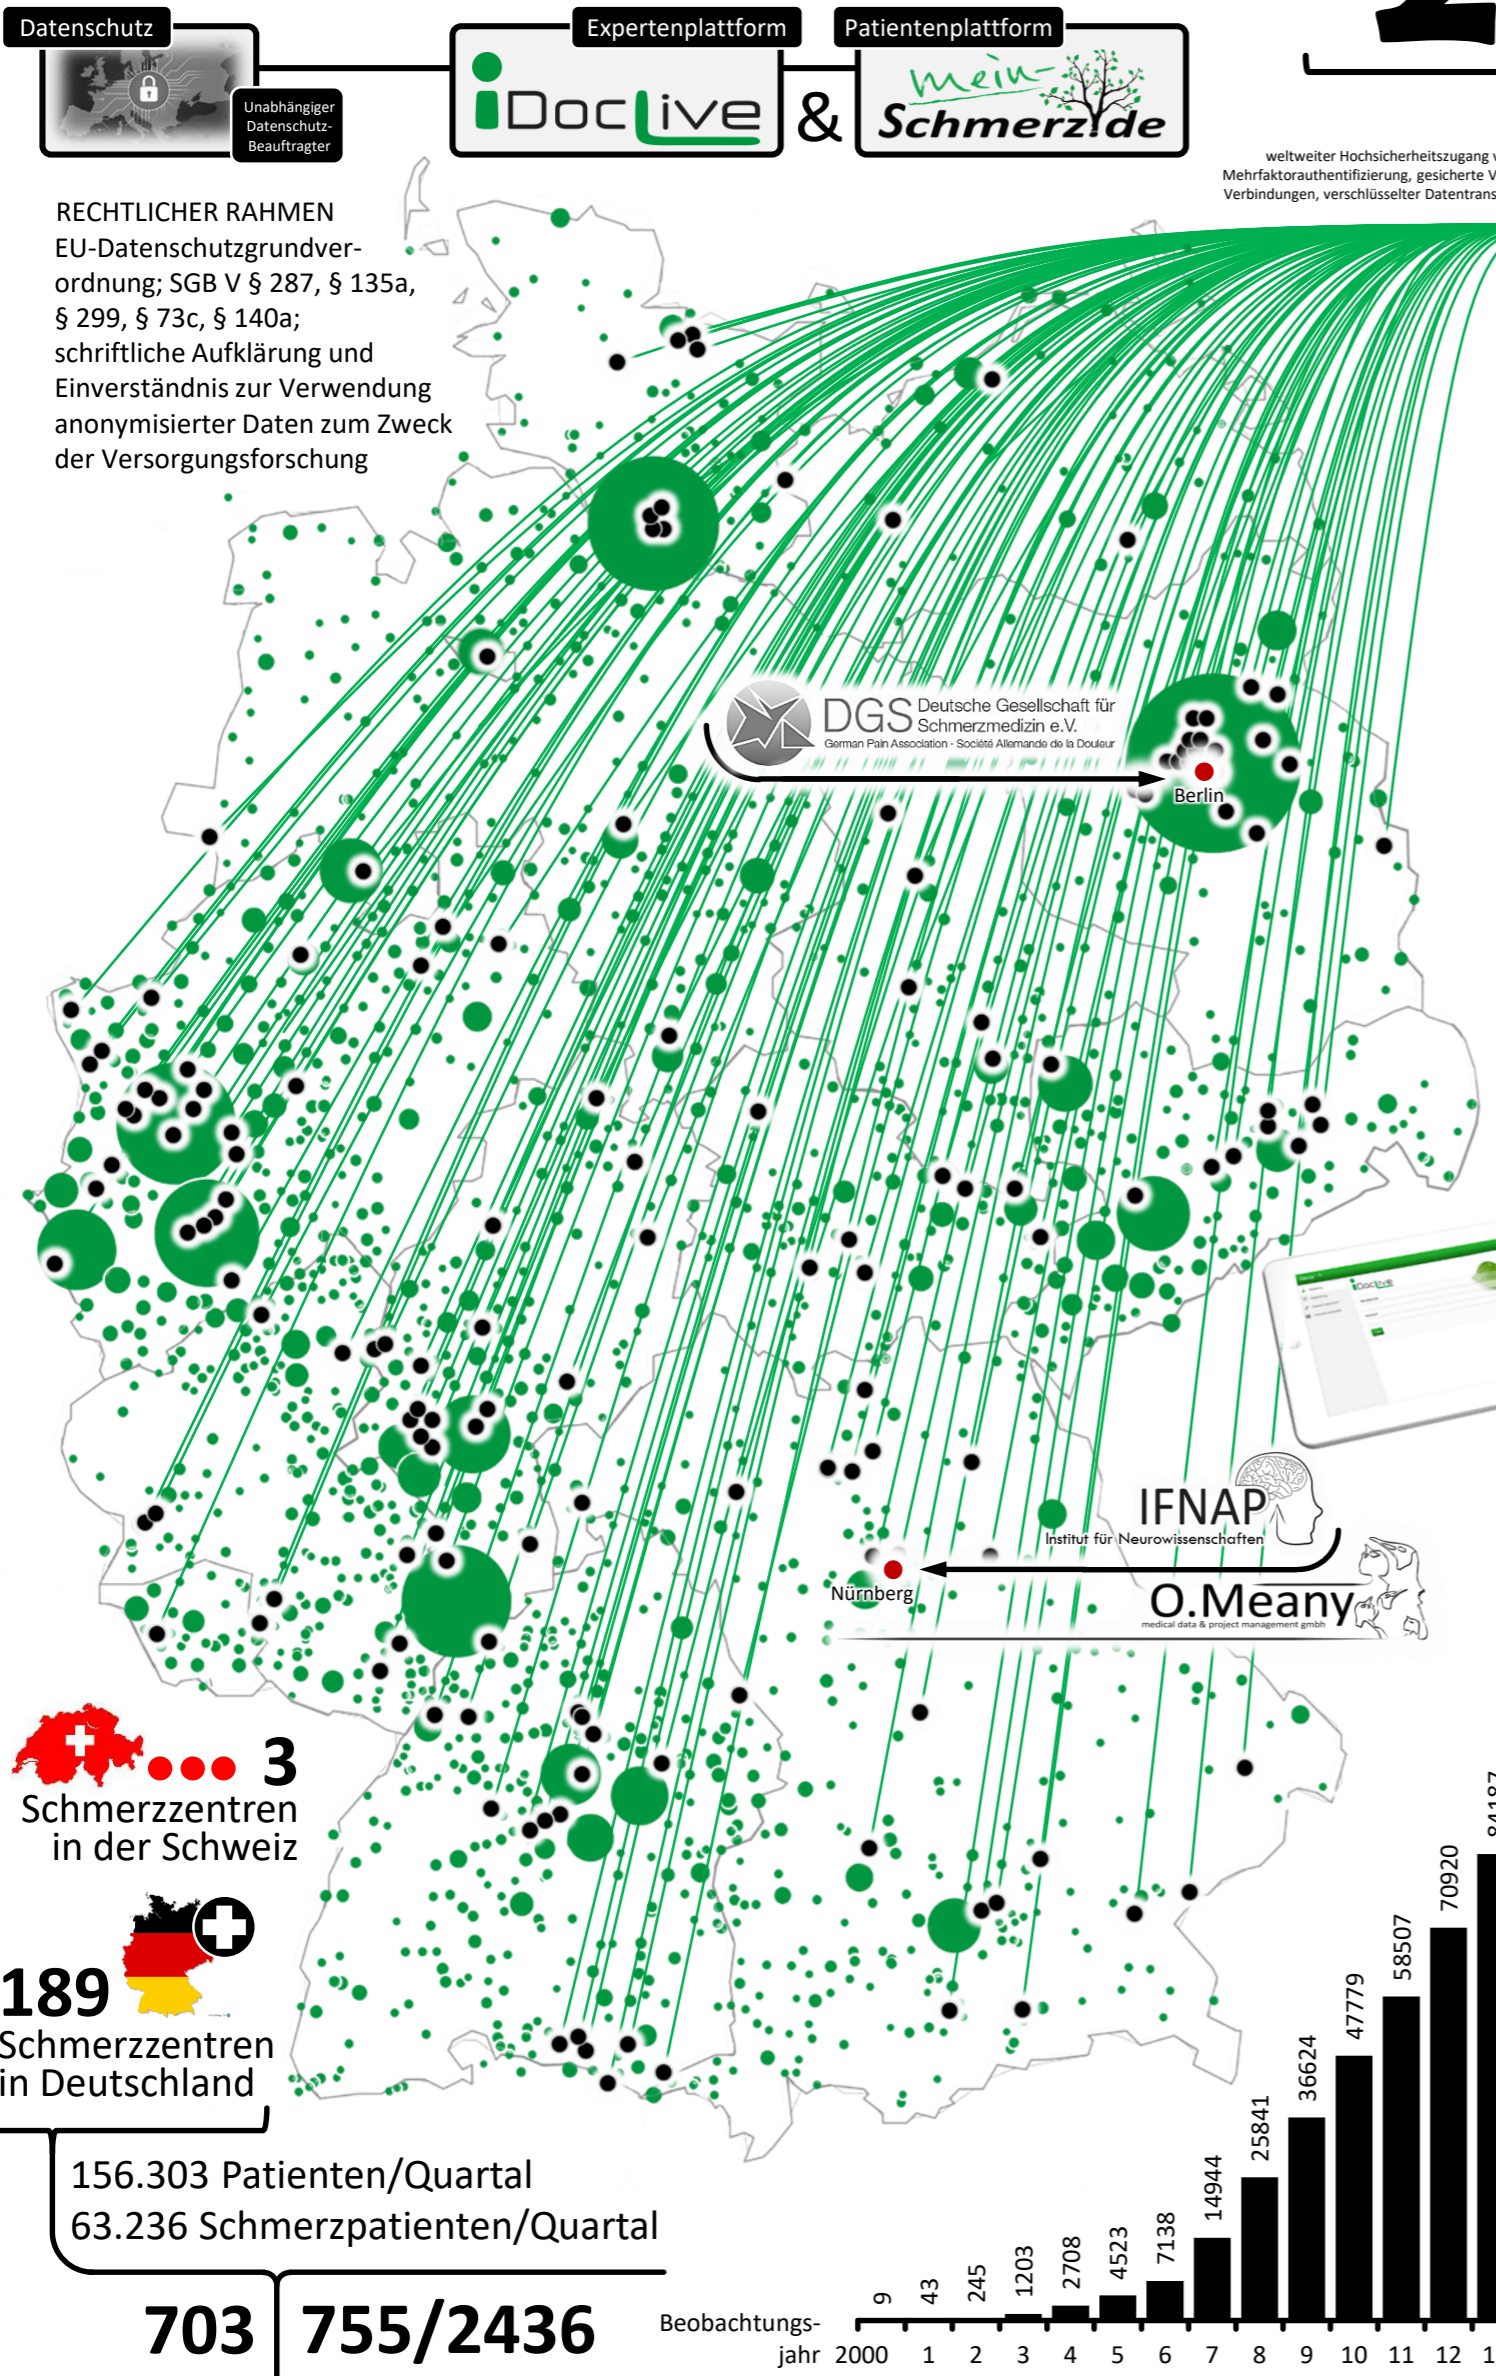 Datenschutz
Expertenplattform
Patientenplattform
Unabhängiger
Datenschutz-
Beauftragter
iDocLive
&
mein-
Schmerz.de
weltweiter Hochsicherheitszugang
Mehrfaktorauthentifizierung, gesicherte
Verbindungen, verschlüsselter
RECHTLICHER RAHMEN
EU-Datenschutzgrundver-
ordnung; SGB V § 287, § 135a,
§ 299, § 73c, § 140a;
schriftliche Aufklärung und
Einverständnis zur Verwendung
anonymisierter Daten zum Zweck
der Versorgungsforschung
DGS Deutsche Gesellschaft für
Schmerzmedizin e.V.
German Pain Association - Société Allemande de la Douleur
Berlin
iDocLive
IFNAP
Institut für Neurowissenschaften
Nürnberg
O.Meany
medical data & project management gmbh
3
Schmerzzentren
in der Schweiz
189
Schmerzzentren
in Deutschland
156.303 Patienten/Quartal
63.236 Schmerzpatienten/Quartal
703
755/2436
9
43
245
1203
2708
4523
7138
14944
25841
36624
47779
58507
70920
Beobachtungs-
jahr 2000 1 2 3 4 5 6 7 8 9 10 11 12